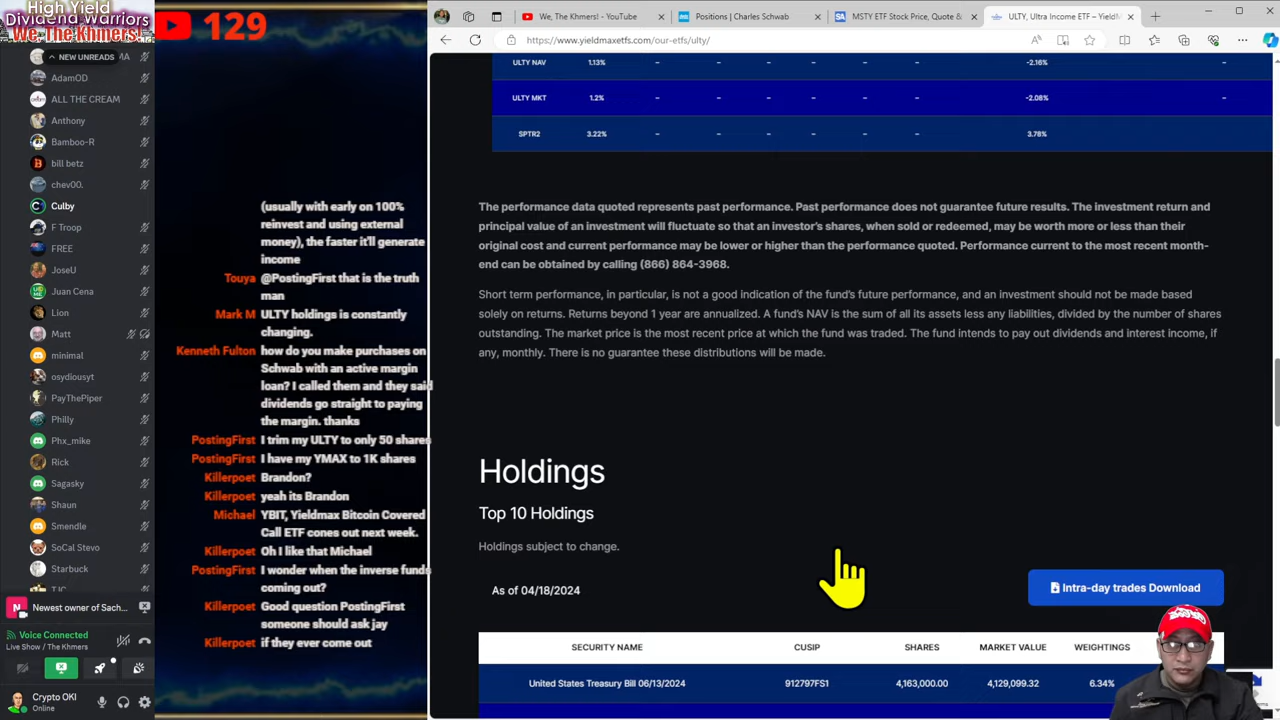 High Yield
Dividend Warriors
We, The Khmers!
NEW UNREADS
MA
AdamOD
ALL THE CREAM
Anthony
Bamboo-R
bill betz
chev00.
Culby
F Troop
FREE
JoseU
Juan Cena
Lion
Matt
minimal
osydiousyt
PayThePiper
Philly
Phx_mike
Rick
Sagasky
Shaun
Smendle
SoCal Stevo
Starbuck
TJC
Newest owner of Sach...
Voice Connected
Live Show / The Khmers
Crypto OKI
Online
129
(usually with early on 100%
reinvest and using external
money), the faster it'll generate
income
Touya @PostingFirst that is the truth
man
Mark M ULTY holdings is constantly
changing.
Kenneth Fulton how do you make purchases on
Schwab with an active margin
loan? I called them and they said
dividends go straight to paying
the margin. thanks
PostingFirst I trim my ULTY to only 50 shares
PostingFirst I have my YMAX to 1K shares
Killerpoet Brandon?
Killerpoet yeah its Brandon
Michael YBIT, Yieldmax Bitcoin Covered
Call ETF cones out next week.
Killerpoet Oh I like that Michael
PostingFirst I wonder when the inverse funds
coming out?
Killerpoet Good question PostingFirst
someone should ask jay
Killerpoet if they ever come out
We, The Khmers! - YouTube
Positions | Charles Schwab
MSTY ETF Stock Price, Quote &
ULTY, Ultra Income ETF – YieldM
https://www.yieldmaxetfs.com/our-etfs/ulty/
ULTY NAV 1.13% – – – – – – -2.16% –
ULTY MKT 1.2% – – – – – – -2.08% –
SPTR2 3.22% – – – – – – 3.78%
The performance data quoted represents past performance. Past performance does not guarantee future results. The investment return and
principal value of an investment will fluctuate so that an investor's shares, when sold or redeemed, may be worth more or less than their
original cost and current performance may be lower or higher than the performance quoted. Performance current to the most recent month-
end can be obtained by calling (866) 864-3968.
Short term performance, in particular, is not a good indication of the fund's future performance, and an investment should not be made based
solely on returns. Returns beyond 1 year are annualized. A fund's NAV is the sum of all its assets less any liabilities, divided by the number of shares
outstanding. The market price is the most recent price at which the fund was traded. The fund intends to pay out dividends and interest income, if
any, monthly. There is no guarantee these distributions will be made.
Holdings
Top 10 Holdings
Holdings subject to change.
As of 04/18/2024
Intra-day trades Download
SECURITY NAME CUSIP SHARES MARKET VALUE WEIGHTINGS
United States Treasury Bill 06/13/2024 912797FS1 4,163,000.00 4,129,099.32 6.34%